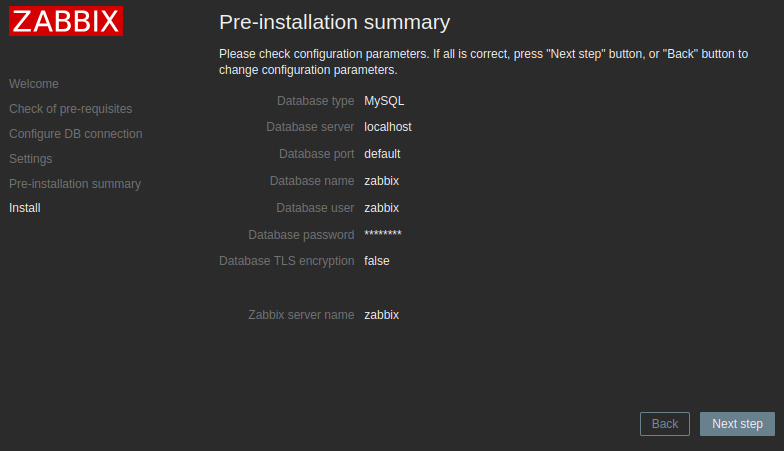 ZABBIX
Welcome
Check of pre-requisites
Configure DB connection
Settings
Pre-installation summary
Install
Pre-installation summary
Please check configuration parameters. If all is correct, press "Next step" button, or "Back" button to
change configuration parameters.
Database type MySQL
Database server localhost
Database port default
Database name zabbix
Database user zabbix
Database password ********
Database TLS encryption false
Zabbix server name zabbix
Back Next step